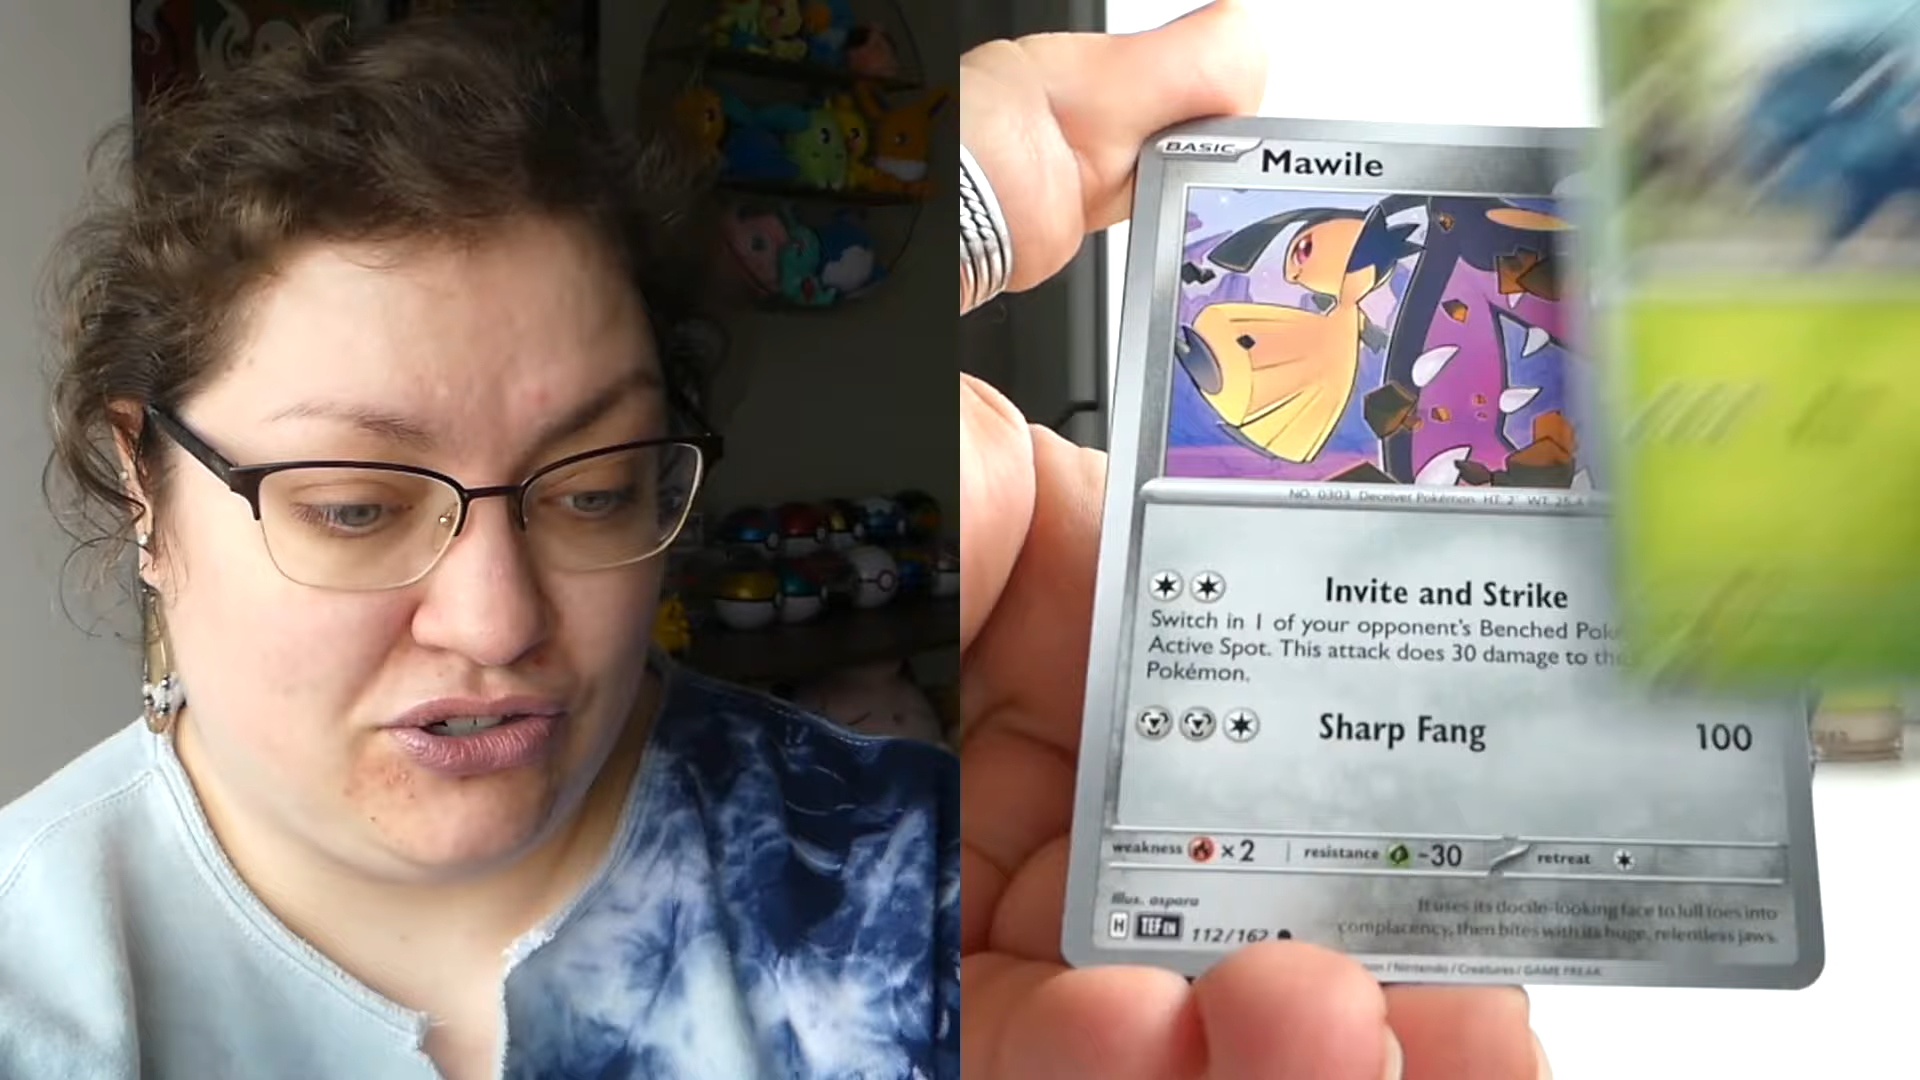 BASIC Mawile
NO. 0303 Deceiver Pokémon HT: 2' WT: 25.4
Invite and Strike
Switch in 1 of your opponent's Benched
Active Spot. This attack does 30 damage to
Pokémon.
Sharp Fang 100
weakness ×2 resistance -30 retreat
Illus. aspara
It uses its docile-looking face to lull foes into
complacency, then bites with its huge, relentless jaws.
H TEF EN 112/162
/ Nintendo / Creatures / GAME FREAK